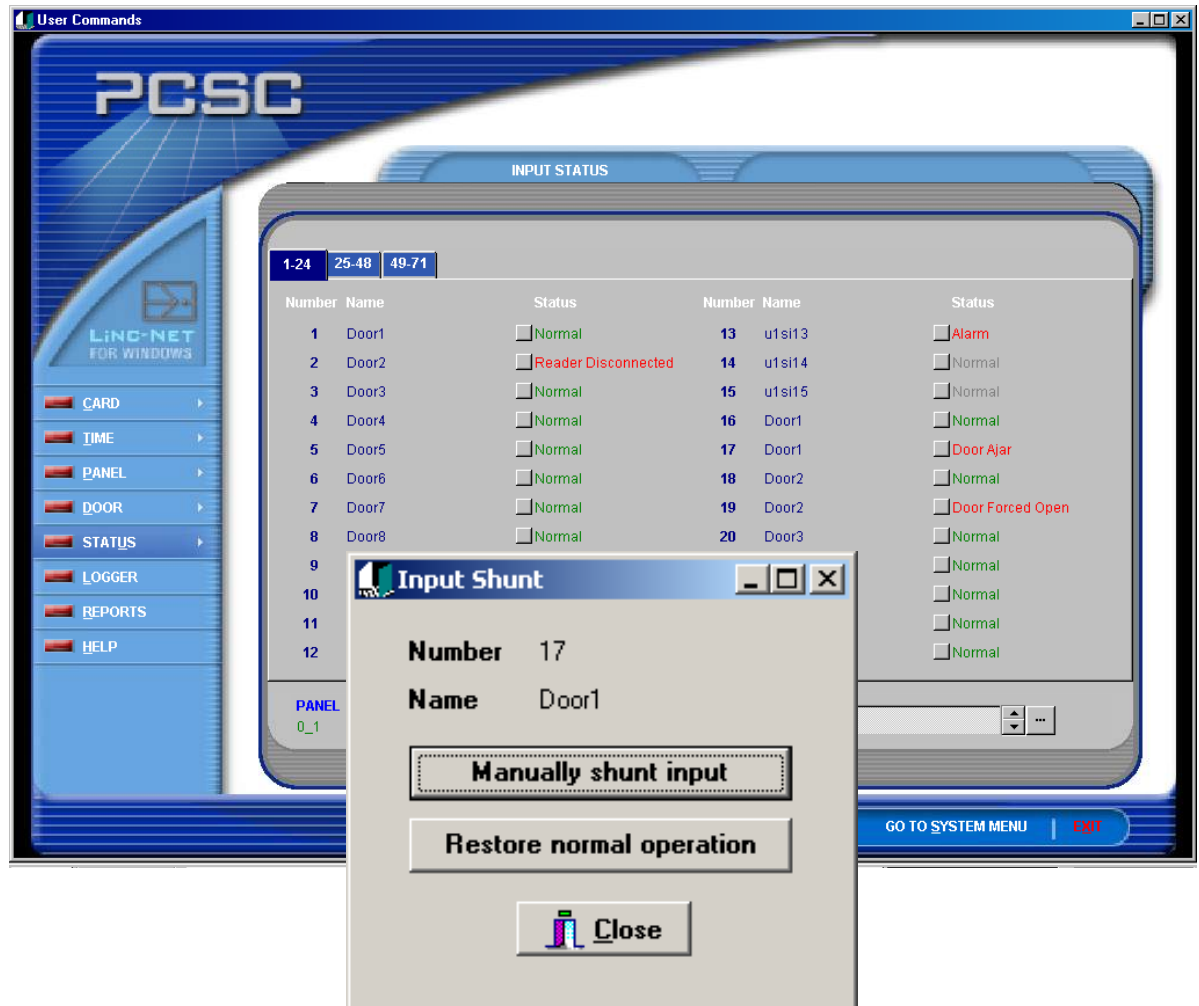 User Commands
PCSC
INPUT STATUS
1-24 25-48 49-71
Number Name Status Number Name Status
1 Door1 Normal 13 u1si13 Alarm
2 Door2 Reader Disconnected 14 u1si14 Normal
3 Door3 Normal 15 u1si15 Normal
4 Door4 Normal 16 Door1 Normal
5 Door5 Normal 17 Door1 Door Ajar
6 Door6 Normal 18 Door2 Normal
7 Door7 Normal 19 Door2 Door Forced Open
8 Door8 Normal 20 Door3 Normal
9 Normal
10 Normal
11 Normal
12 Normal
PANEL
0_1
...
LiNC-NET
FOR WINDOWS
CARD
TIME
PANEL
DOOR
STATUS
LOGGER
REPORTS
HELP
Input Shunt
Number 17
Name Door1
Manually shunt input
Restore normal operation
Close
GO TO SYSTEM MENU | EXIT